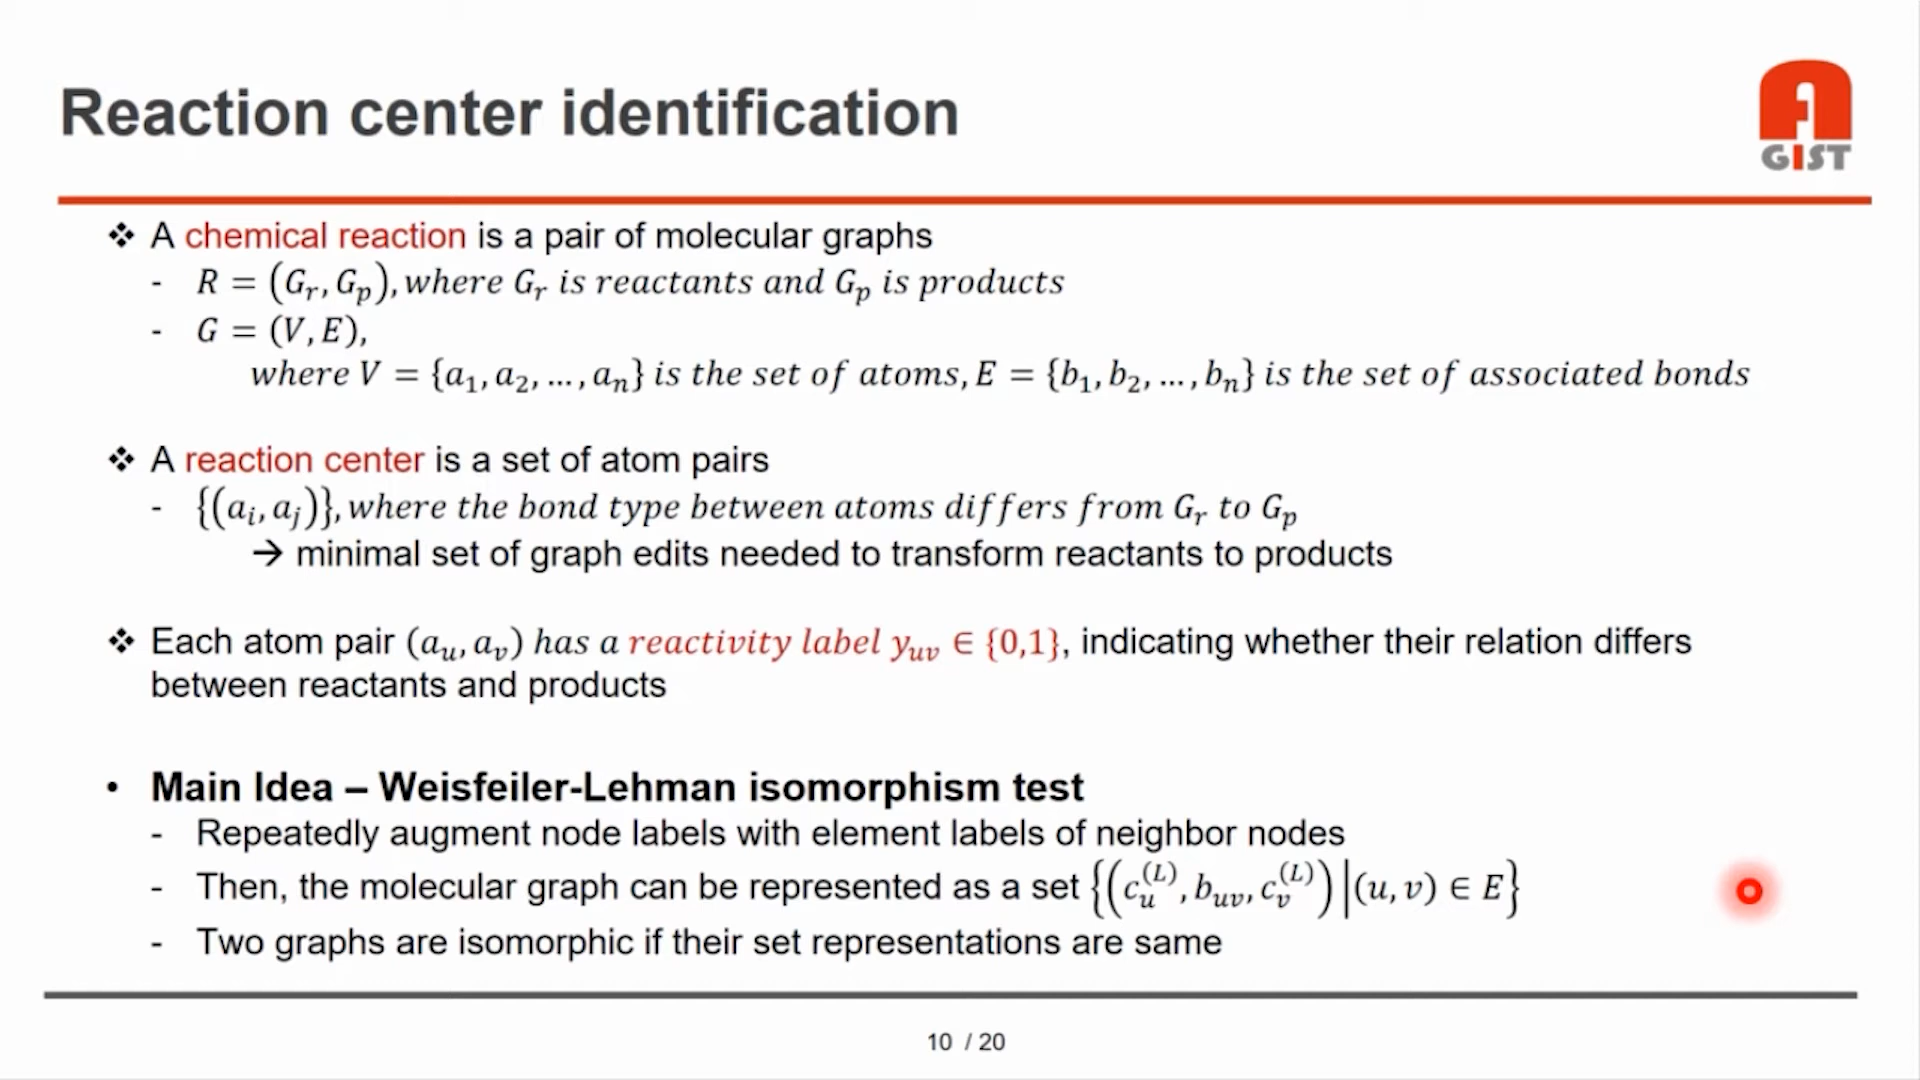 Reaction center identification
GIST
❖ A chemical reaction is a pair of molecular graphs
- R = (G_r, G_p), where G_r is reactants and G_p is products
- G = (V, E),
where V = {a_1, a_2, ..., a_n} is the set of atoms, E = {b_1, b_2, ..., b_n} is the set of associated bonds
❖ A reaction center is a set of atom pairs
- {(a_i, a_j)}, where the bond type between atoms differs from G_r to G_p
→ minimal set of graph edits needed to transform reactants to products
❖ Each atom pair (a_u, a_v) has a reactivity label y_uv ∈ {0,1}, indicating whether their relation differs
between reactants and products
• Main Idea – Weisfeiler-Lehman isomorphism test
- Repeatedly augment node labels with element labels of neighbor nodes
- Then, the molecular graph can be represented as a set {(c_u^(L), b_uv, c_v^(L)) | (u, v) ∈ E}
- Two graphs are isomorphic if their set representations are same
10 / 20